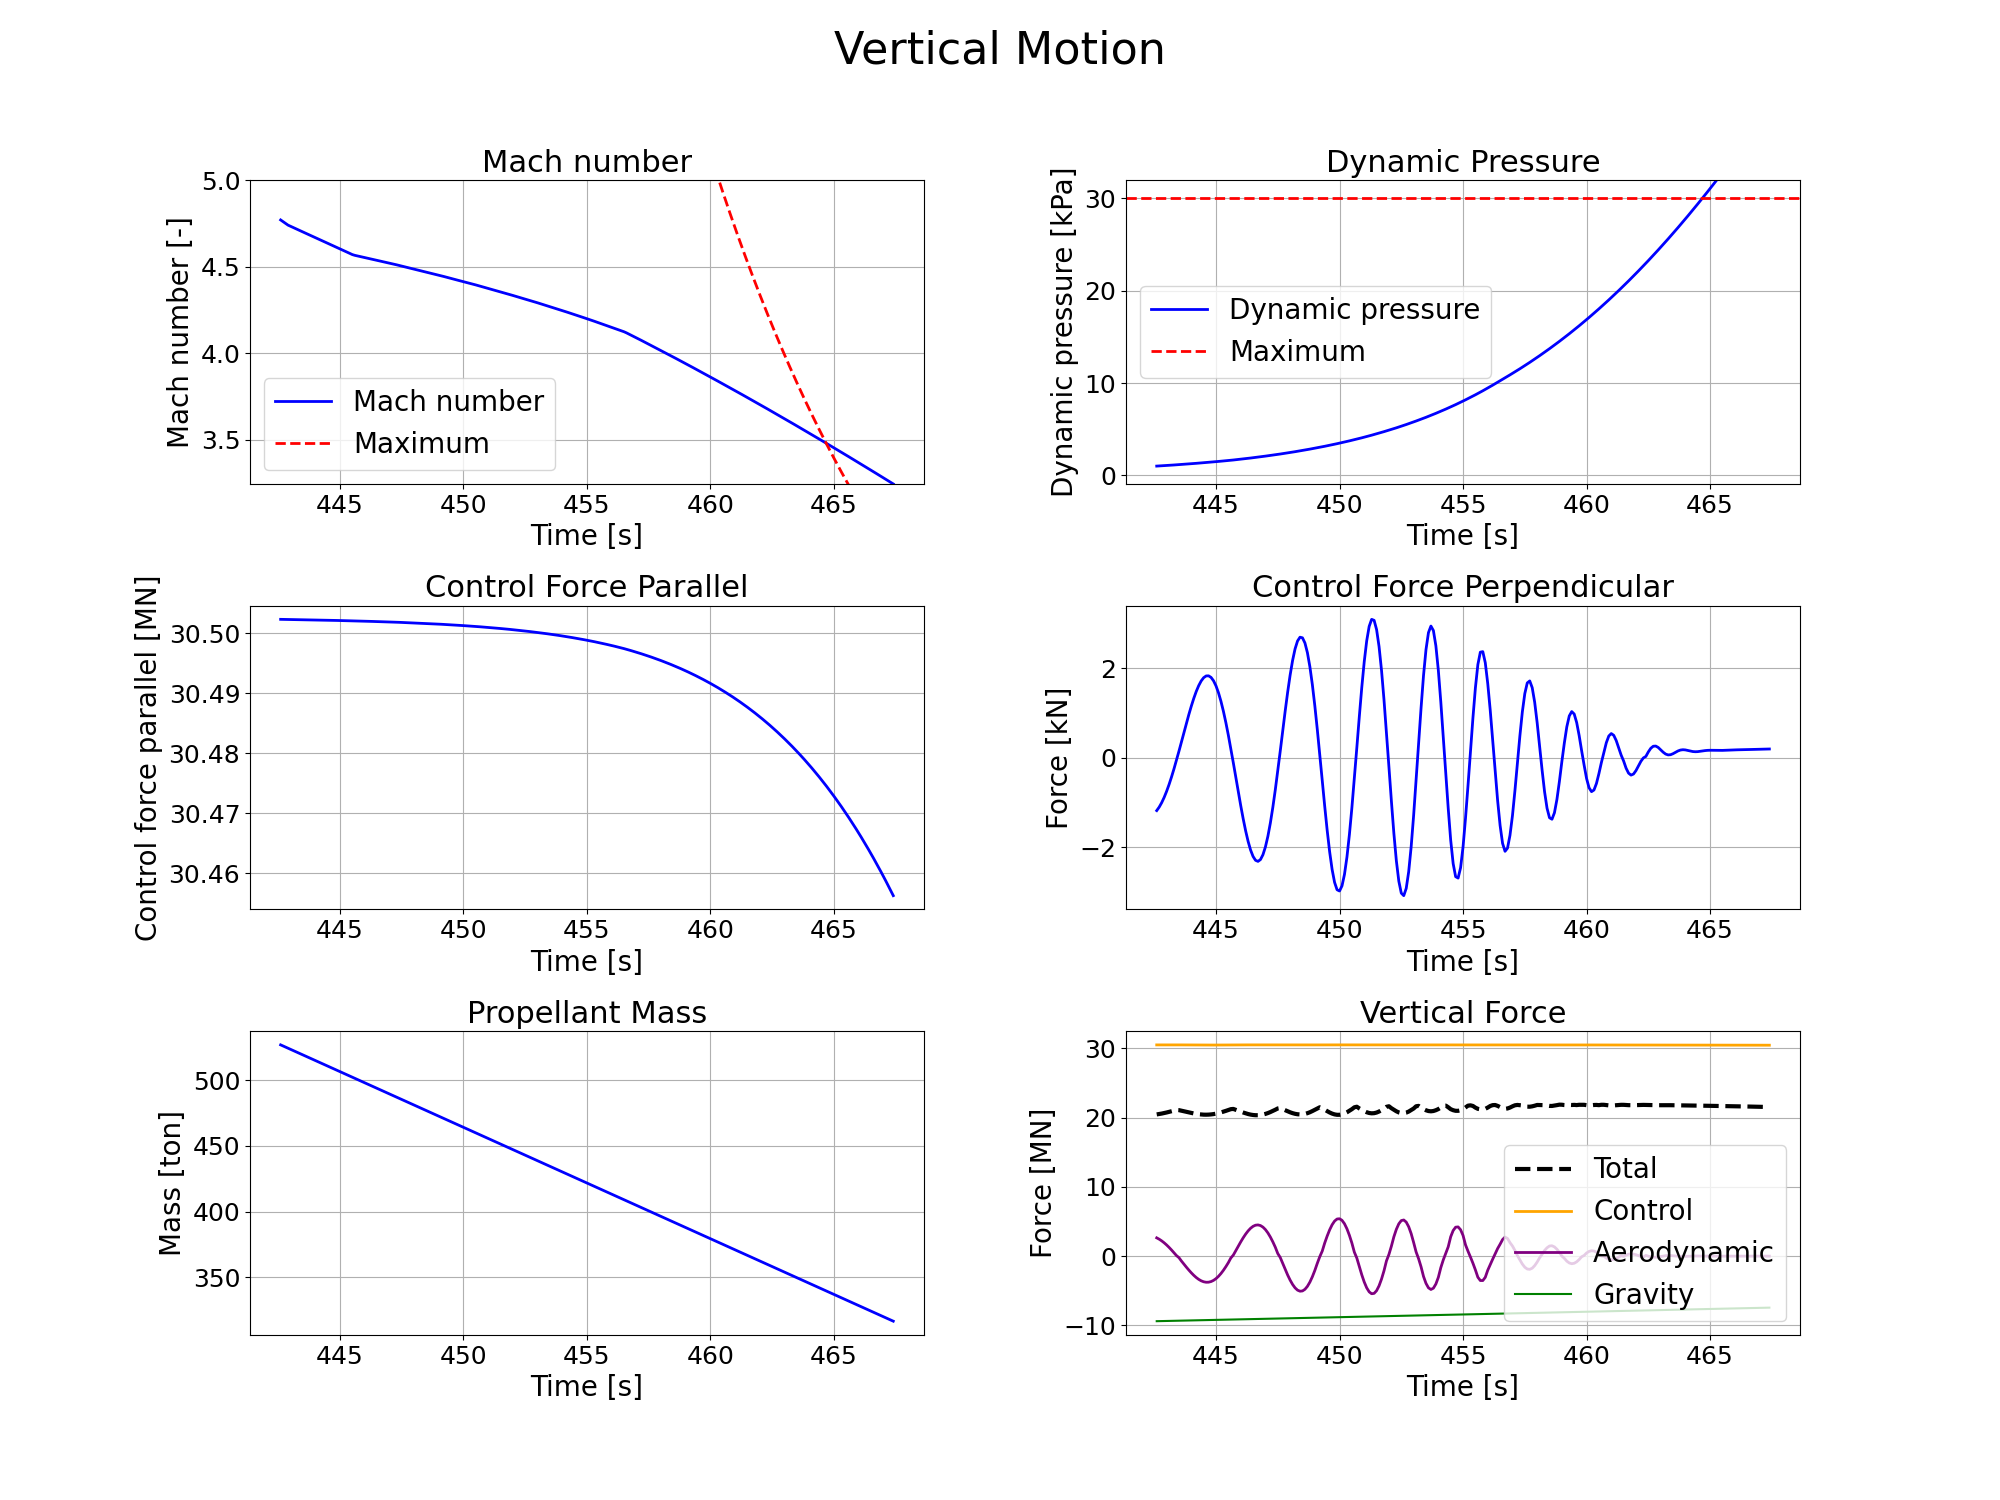 Vertical Motion
Mach number
Mach number [-]
5.0
4.5
4.0
3.5
Mach number
Maximum
445 450 455 460 465
Time [s]
Dynamic Pressure
Dynamic pressure [kPa]
30
20
10
0
Dynamic pressure
Maximum
445 450 455 460 465
Time [s]
Control Force Parallel
Control force parallel [MN]
30.50
30.49
30.48
30.47
30.46
445 450 455 460 465
Time [s]
Control Force Perpendicular
Force [kN]
2
0
−2
445 450 455 460 465
Time [s]
Propellant Mass
Mass [ton]
500
450
400
350
445 450 455 460 465
Time [s]
Vertical Force
Force [MN]
30
20
10
0
−10
Total
Control
Aerodynamic
Gravity
445 450 455 460 465
Time [s]